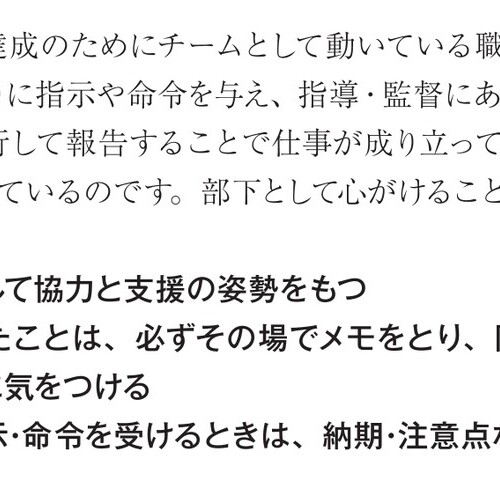 達成のためにチームとして動いている職
に指示や命令を与え、指導・監督にあ
行して報告することで仕事が成り立って
ているのです。部下として心がけること
して協力と支援の姿勢をもつ
たことは、必ずその場でメモをとり、
に気をつける
示・命令を受けるときは、納期・注意点な